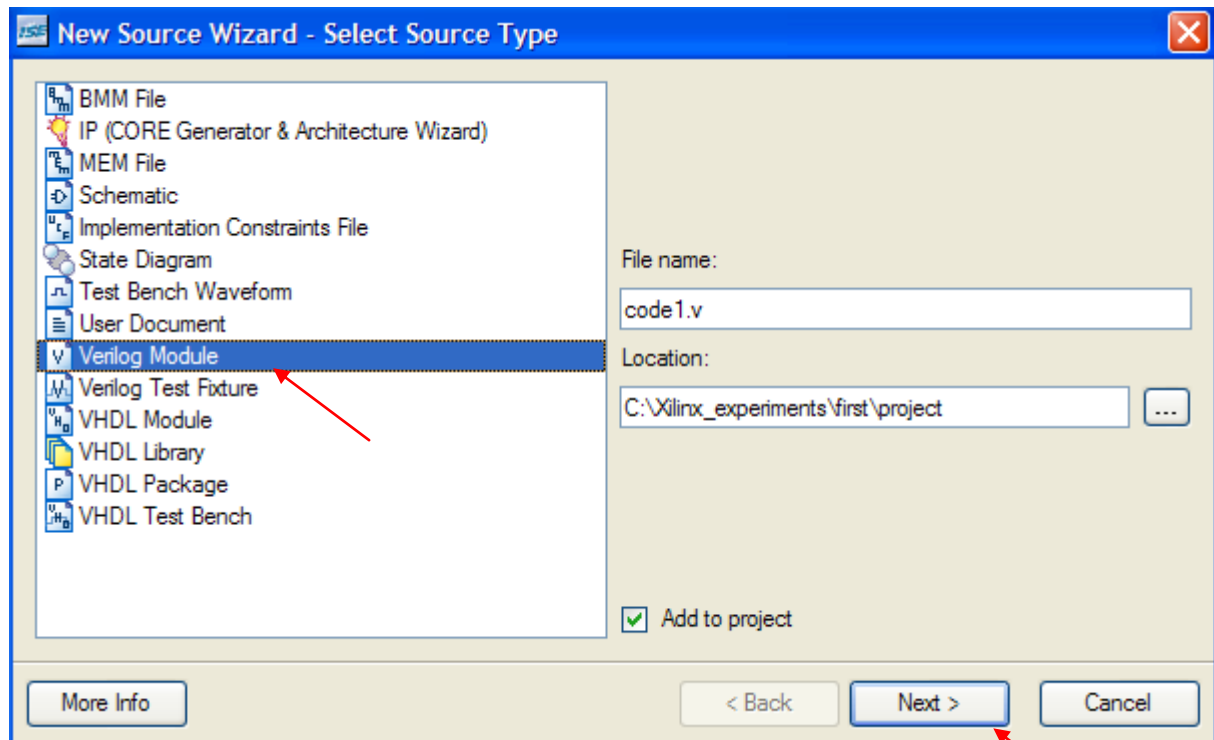 ISE New Source Wizard - Select Source Type
BMM File
IP (CORE Generator & Architecture Wizard)
MEM File
Schematic
Implementation Constraints File
State Diagram
Test Bench Waveform
User Document
Verilog Module
Verilog Test Fixture
VHDL Module
VHDL Library
VHDL Package
VHDL Test Bench
File name:
code1.v
Location:
C:\Xilinx_experiments\first\project
...
Add to project
More Info
< Back
Next >
Cancel